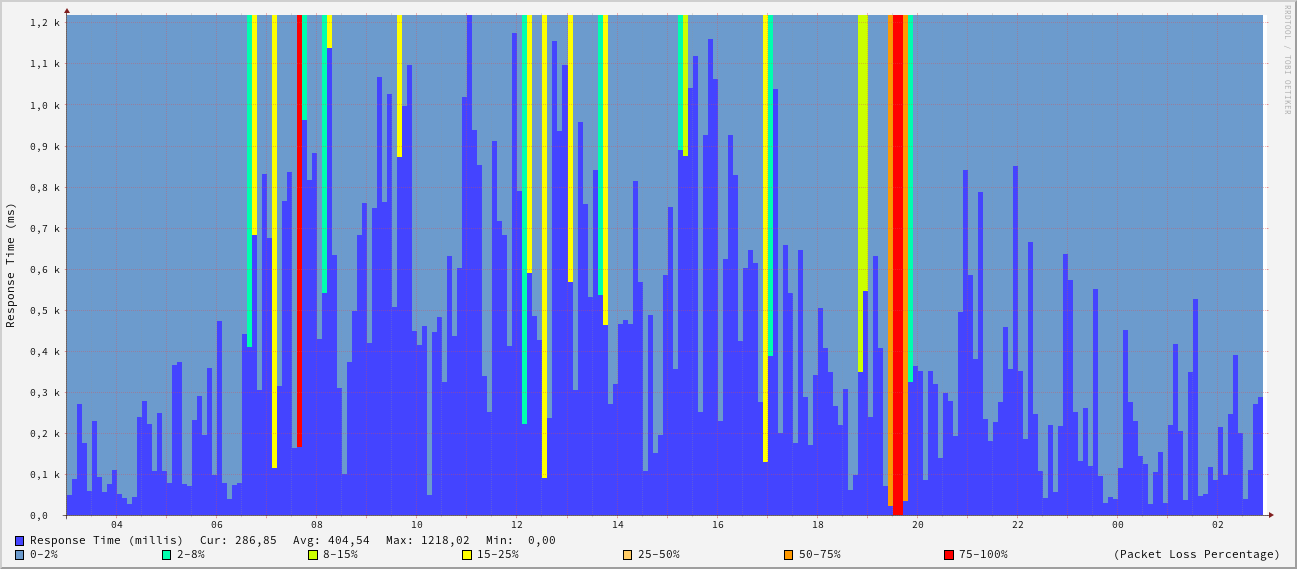 RRDTOOL / TOBI OETIKER
Response Time (ms)
1,2 k
1,1 k
1,0 k
0,9 k
0,8 k
0,7 k
0,6 k
0,5 k
0,4 k
0,3 k
0,2 k
0,1 k
0,0
04 06 08 10 12 14 16 18 20 22 00 02
Response Time (millis) Cur: 286,85 Avg: 404,54 Max: 1218,02 Min: 0,00
0-2% 2-8% 8-15% 15-25% 25-50% 50-75% 75-100% (Packet Loss Percentage)